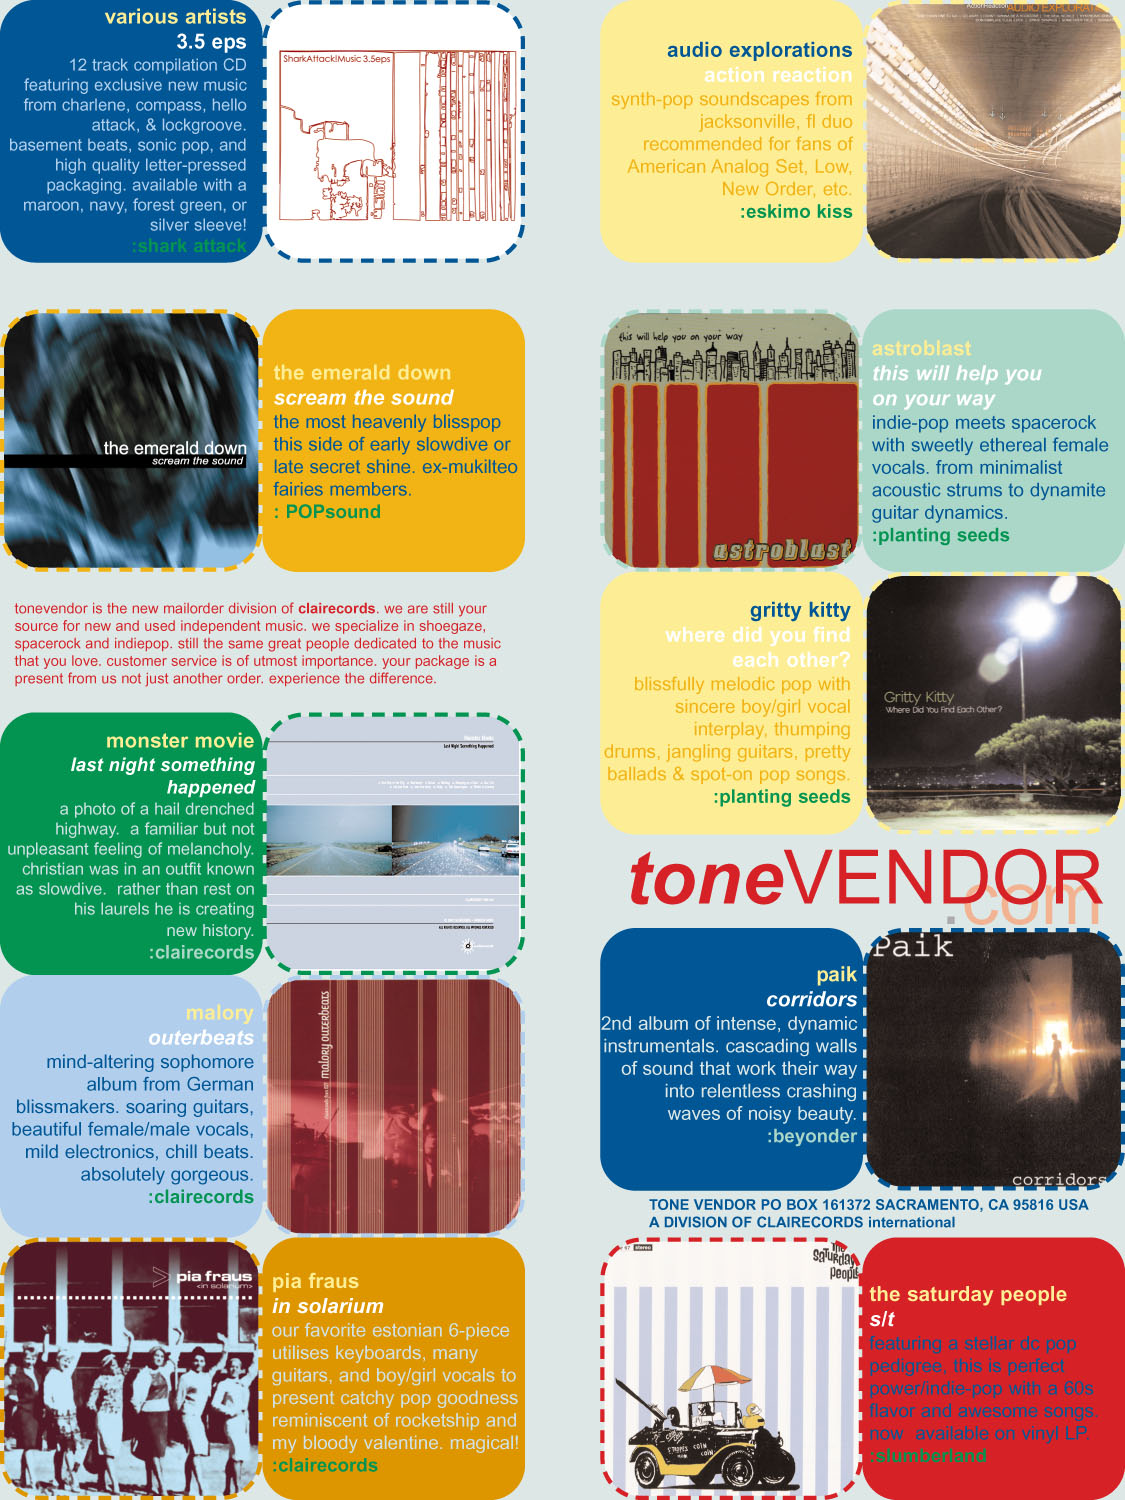 various artists
3.5 eps
12 track compilation CD
featuring exclusive new music
from charlene, compass, hello
attack, & lockgroove.
basement beats, sonic pop, and
high quality letter-pressed
packaging. available with a
maroon, navy, forest green, or
silver sleeve!
:shark attack
SharkAttack!Music 3.5eps
the emerald down
scream the sound
the emerald down
scream the sound
the most heavenly blisspop
this side of early slowdive or
late secret shine. ex-mukilteo
fairies members.
: POPsound
tonevendor is the new mailorder division of clairecords. we are still your
source for new and used independent music. we specialize in shoegaze,
spacerock and indiepop. still the same great people dedicated to the music
that you love. customer service is of utmost importance. your package is a
present from us not just another order. experience the difference.
monster movie
last night something
happened
a photo of a hail drenched
highway.  a familiar but not
unpleasant feeling of melancholy.
christian was in an outfit known
as slowdive.  rather than rest on
his laurels he is creating
new history.
:clairecords
Monster Movie
Last Night Something Happened
malory
outerbeats
mind-altering sophomore
album from German
blissmakers. soaring guitars,
beautiful female/male vocals,
mild electronics, chill beats.
absolutely gorgeous.
:clairecords
malory outerbeats
pia fraus
<in solarium>
pia fraus
in solarium
our favorite estonian 6-piece
utilises keyboards, many
guitars, and boy/girl vocals to
present catchy pop goodness
reminiscent of rocketship and
my bloody valentine. magical!
:clairecords
audio explorations
action reaction
synth-pop soundscapes from
jacksonville, fl duo
recommended for fans of
American Analog Set, Low,
New Order, etc.
:eskimo kiss
ActionReaction
this will help you on your way
astroblast
astroblast
this will help you
on your way
indie-pop meets spacerock
with sweetly ethereal female
vocals. from minimalist
acoustic strums to dynamite
guitar dynamics.
:planting seeds
gritty kitty
where did you find
each other?
blissfully melodic pop with
sincere boy/girl vocal
interplay, thumping
drums, jangling guitars, pretty
ballads & spot-on pop songs.
:planting seeds
Gritty Kitty
Where Did You Find Each Other?
toneVENDOR
.com
paik
corridors
2nd album of intense, dynamic
instrumentals. cascading walls
of sound that work their way
into relentless crashing
waves of noisy beauty.
:beyonder
Paik
corridors
TONE VENDOR PO BOX 161372 SACRAMENTO, CA 95816 USA
A DIVISION OF CLAIRECORDS international
stereo
the
saturday
people
the saturday people
s/t
featuring a stellar dc pop
pedigree, this is perfect
power/indie-pop with a 60s
flavor and awesome songs.
now  available on vinyl LP.
:slumberland